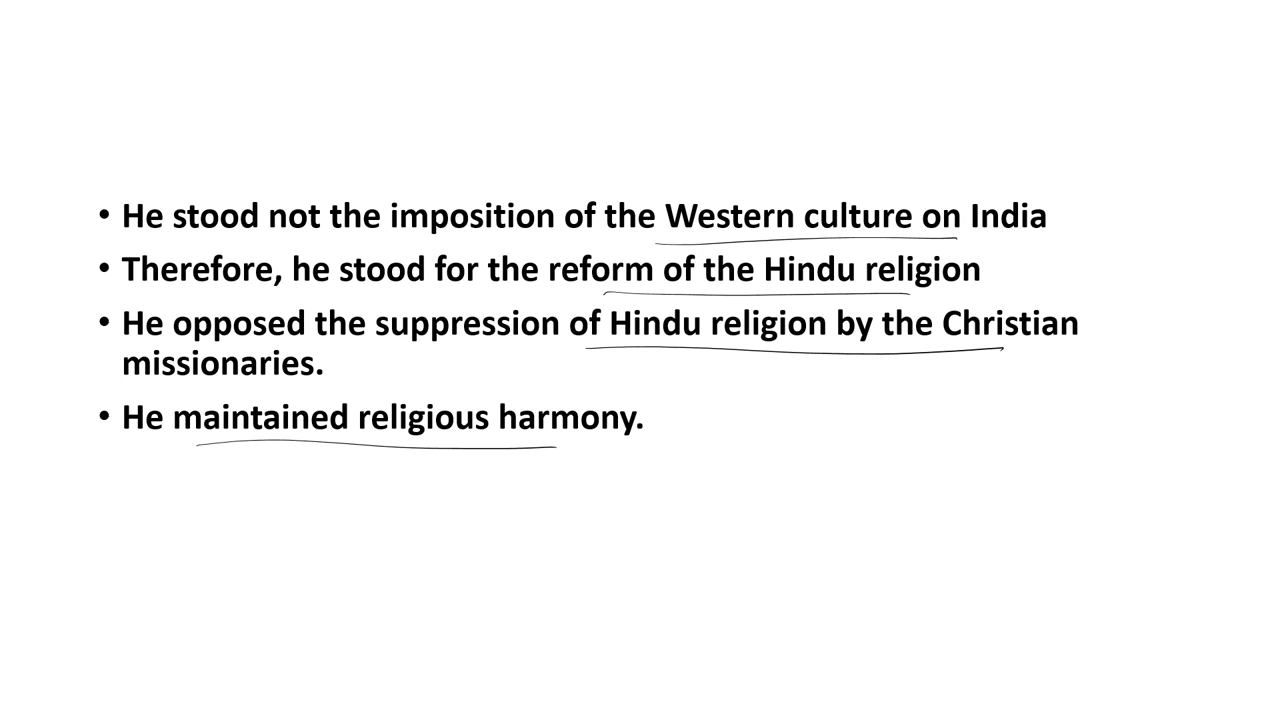 • He stood not the imposition of the Western culture on India
• Therefore, he stood for the reform of the Hindu religion
• He opposed the suppression of Hindu religion by the Christian
missionaries.
• He maintained religious harmony.